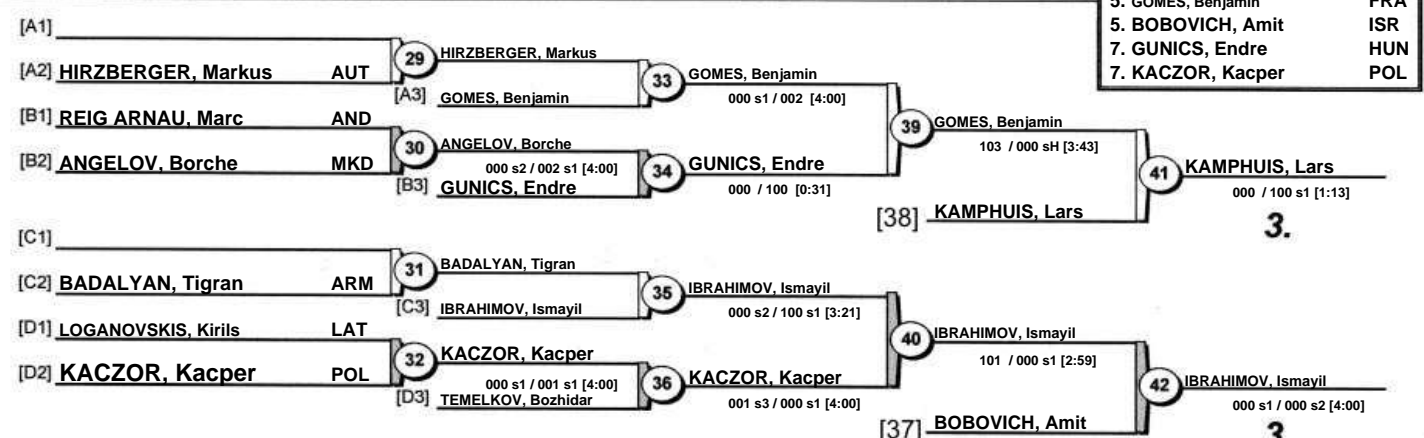 5. GOMES, Benjamin FRA
5. BOBOVICH, Amit ISR
7. GUNICS, Endre HUN
7. KACZOR, Kacper POL
[A1]
[A2] HIRZBERGER, Markus AUT
29
HIRZBERGER, Markus
[A3] GOMES, Benjamin
33
GOMES, Benjamin
000 s1 / 002 [4:00]
[B1] REIG ARNAU, Marc AND
[B2] ANGELOV, Borche MKD
30
ANGELOV, Borche
000 s2 / 002 s1 [4:00]
[B3] GUNICS, Endre
34
GUNICS, Endre
000 / 100 [0:31]
39
GOMES, Benjamin
103 / 000 sH [3:43]
[38] KAMPHUIS, Lars
41
KAMPHUIS, Lars
000 / 100 s1 [1:13]
3.
[C1]
[C2] BADALYAN, Tigran ARM
31
BADALYAN, Tigran
[C3] IBRAHIMOV, Ismayil
35
IBRAHIMOV, Ismayil
000 s2 / 100 s1 [3:21]
[D1] LOGANOVSKIS, Kirils LAT
[D2] KACZOR, Kacper POL
32
KACZOR, Kacper
000 s1 / 001 s1 [4:00]
[D3] TEMELKOV, Bozhidar
36
KACZOR, Kacper
001 s3 / 000 s1 [4:00]
40
IBRAHIMOV, Ismayil
101 / 000 s1 [2:59]
[37] BOBOVICH, Amit
42
IBRAHIMOV, Ismayil
000 s1 / 000 s2 [4:00]
3